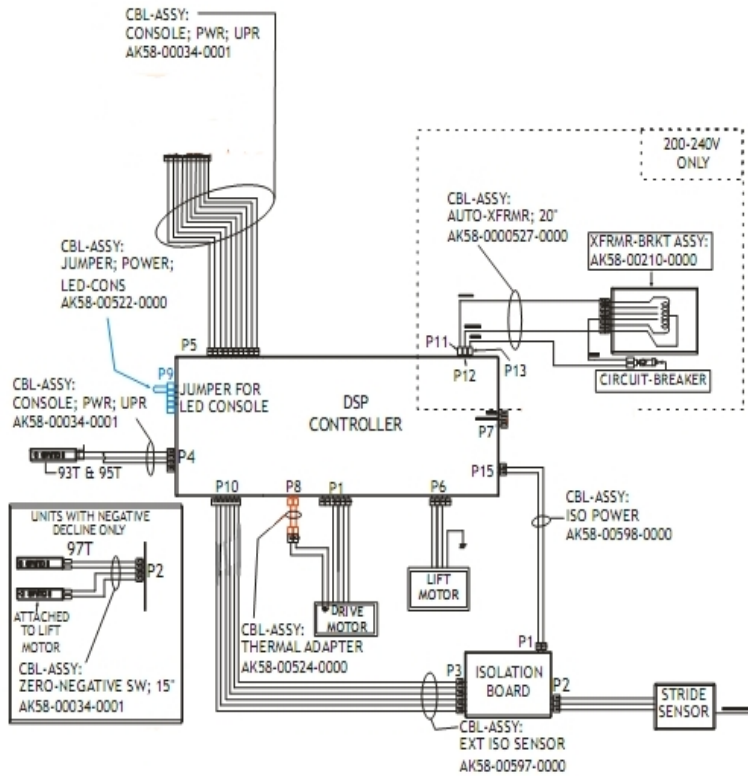 CBL-ASSY:
CONSOLE; PWR; UPR
AK58-00034-0001
200-240V
ONLY
CBL-ASSY:
AUTO-XFRMR; 20"
AK58-0000527-0000
XFRMR-BRKT ASSY:
AK58-00210-0000
CBL-ASSY:
JUMPER; POWER;
LED-CONS
AK58-00522-0000
P5
P11
P13
P12
CIRCUIT-BREAKER
P9
JUMPER FOR
LED CONSOLE
DSP
CONTROLLER
CBL-ASSY:
CONSOLE; PWR; UPR
AK58-00034-0001
P7
P4
93T & 95T
P15
P10
P8
P1
P6
CBL-ASSY:
ISO POWER
AK58-00598-0000
UNITS WITH NEGATIVE
DECLINE ONLY
97T
P2
ATTACHED
TO LIFT
MOTOR
CBL-ASSY:
ZERO-NEGATIVE SW; 15"
AK58-00034-0001
LIFT
MOTOR
DRIVE
MOTOR
CBL-ASSY:
THERMAL ADAPTER
AK58-00524-0000
P1
P3
ISOLATION
BOARD
P2
STRIDE
SENSOR
CBL-ASSY:
EXT ISO SENSOR
AK58-00597-0000